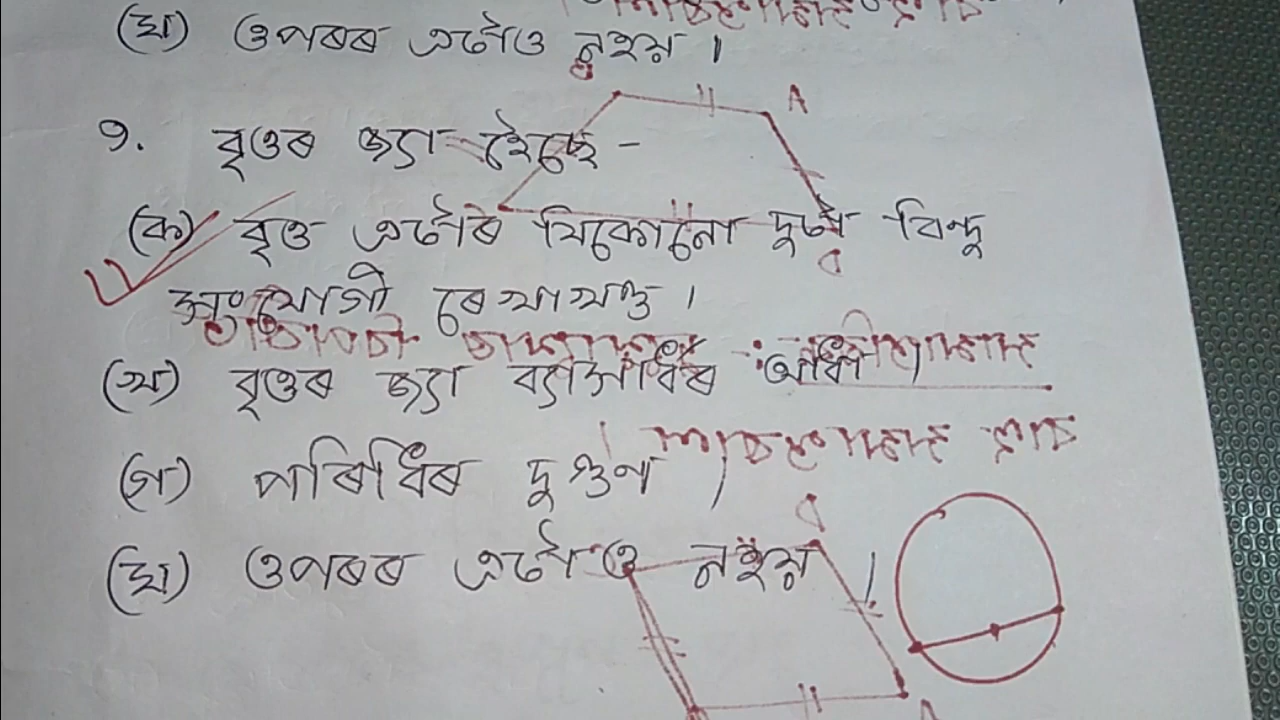 (ঘ) ওপৰৰ এটাও নহয় ।
A
৭. বৃত্তৰ জ্যা হৈছে -
(ক) বৃত্ত এটাৰ যিকোনো দুটা বিন্দু
সংযোগী ৰেখাখণ্ড ।
(খ) বৃত্তৰ জ্যা ব্যাসাৰ্ধৰ আধা ।
(গ) পৰিধিৰ দুগুণ ।
(ঘ) ওপৰৰ এটাও নহয় ।